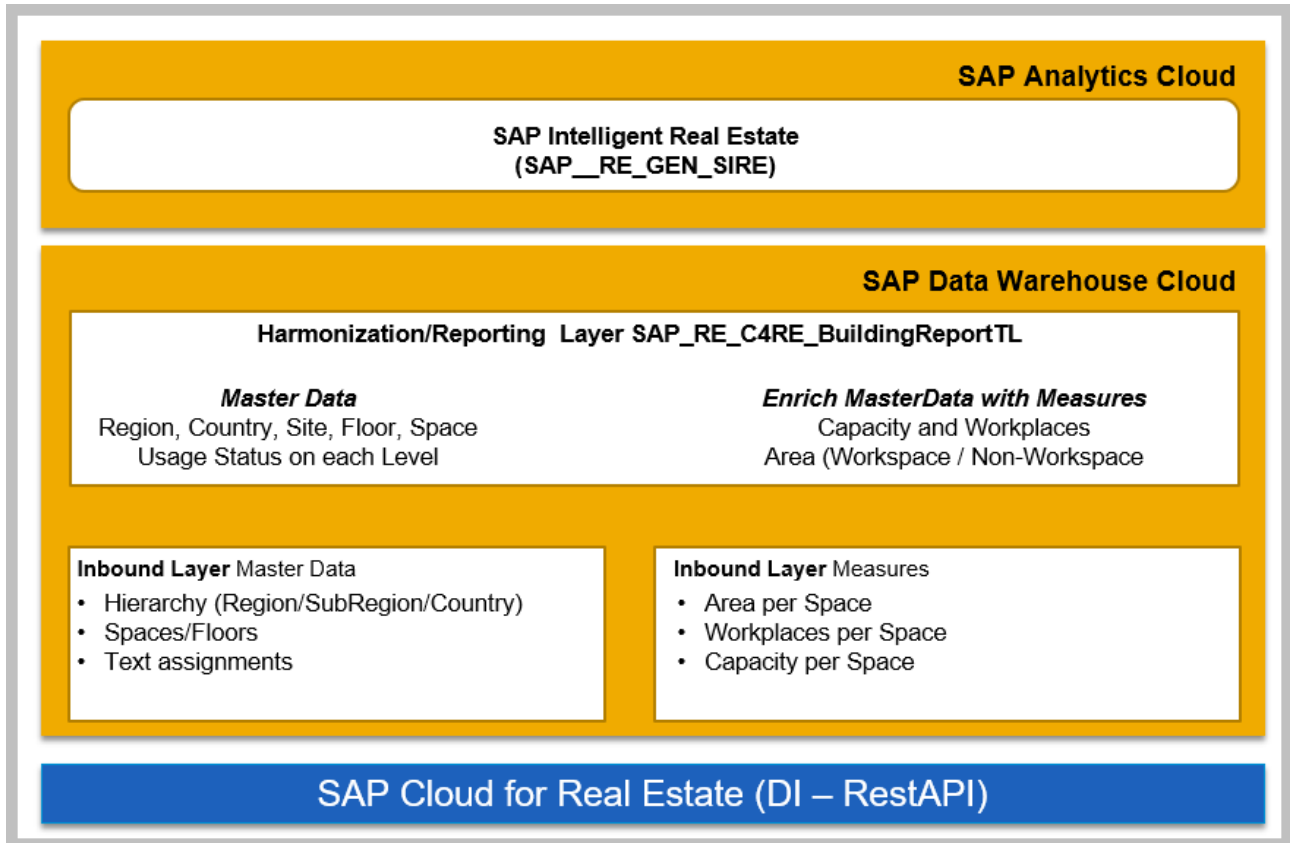 SAP Analytics Cloud
SAP Intelligent Real Estate
(SAP__RE_GEN_SIRE)
SAP Data Warehouse Cloud
Harmonization/Reporting Layer SAP_RE_C4RE_BuildingReportTL
Master Data
Region, Country, Site, Floor, Space
Usage Status on each Level
Enrich MasterData with Measures
Capacity and Workplaces
Area (Workspace / Non-Workspace
Inbound Layer Master Data
• Hierarchy (Region/SubRegion/Country)
• Spaces/Floors
• Text assignments
Inbound Layer Measures
• Area per Space
• Workplaces per Space
• Capacity per Space
SAP Cloud for Real Estate (DI – RestAPI)